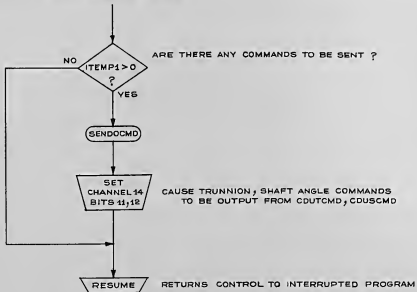 NO
ITEMP1>0
?
ARE THERE ANY COMMANDS TO BE SENT ?
YES
SENDOCMD
SET
CHANNEL 14
BITS 11,12
CAUSE TRUNNION, SHAFT ANGLE COMMANDS
TO BE OUTPUT FROM CDUTCMD, CDUSCMD
RESUME
RETURNS CONTROL TO INTERRUPTED PROGRAM